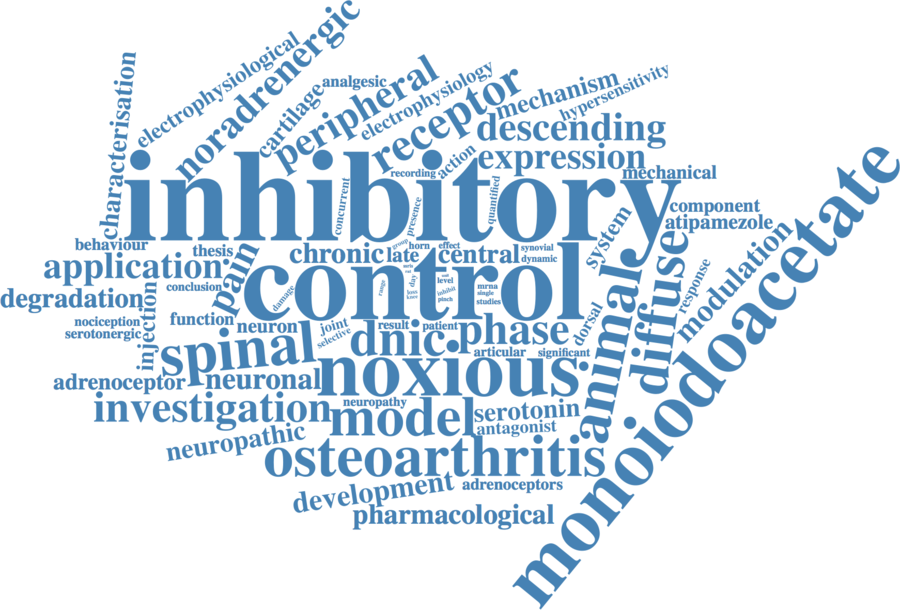 electrophysiological
noradrenergic
characterisation
cartilage
analgesic
peripheral
electrophysiology
receptor
mechanism
hypersensitivity
descending
action
expression
inhibitory
recording
mechanical
concurrent
presence
quantified
component
atipamezole
behaviour
thesis
chronic
late
group
horn
effect
central
synovial
dynamic
system
application
pain
control
conclusion
damage
range
day
loss
knee
level
inhibit
pinch
mrna
single
studies
degradation
injection
nociception
serotonergic
function
neuron
joint
selective
result
patient
dnic
phase
dorsal
animal
diffuse
response
modulation
monoiodoacetate
spinal
articular
significant
noxious
adrenoceptor
neuronal
investigation
neuropathy
model
serotonin
antagonist
neuropathic
osteoarthritis
development
adrenoceptors
pharmacological